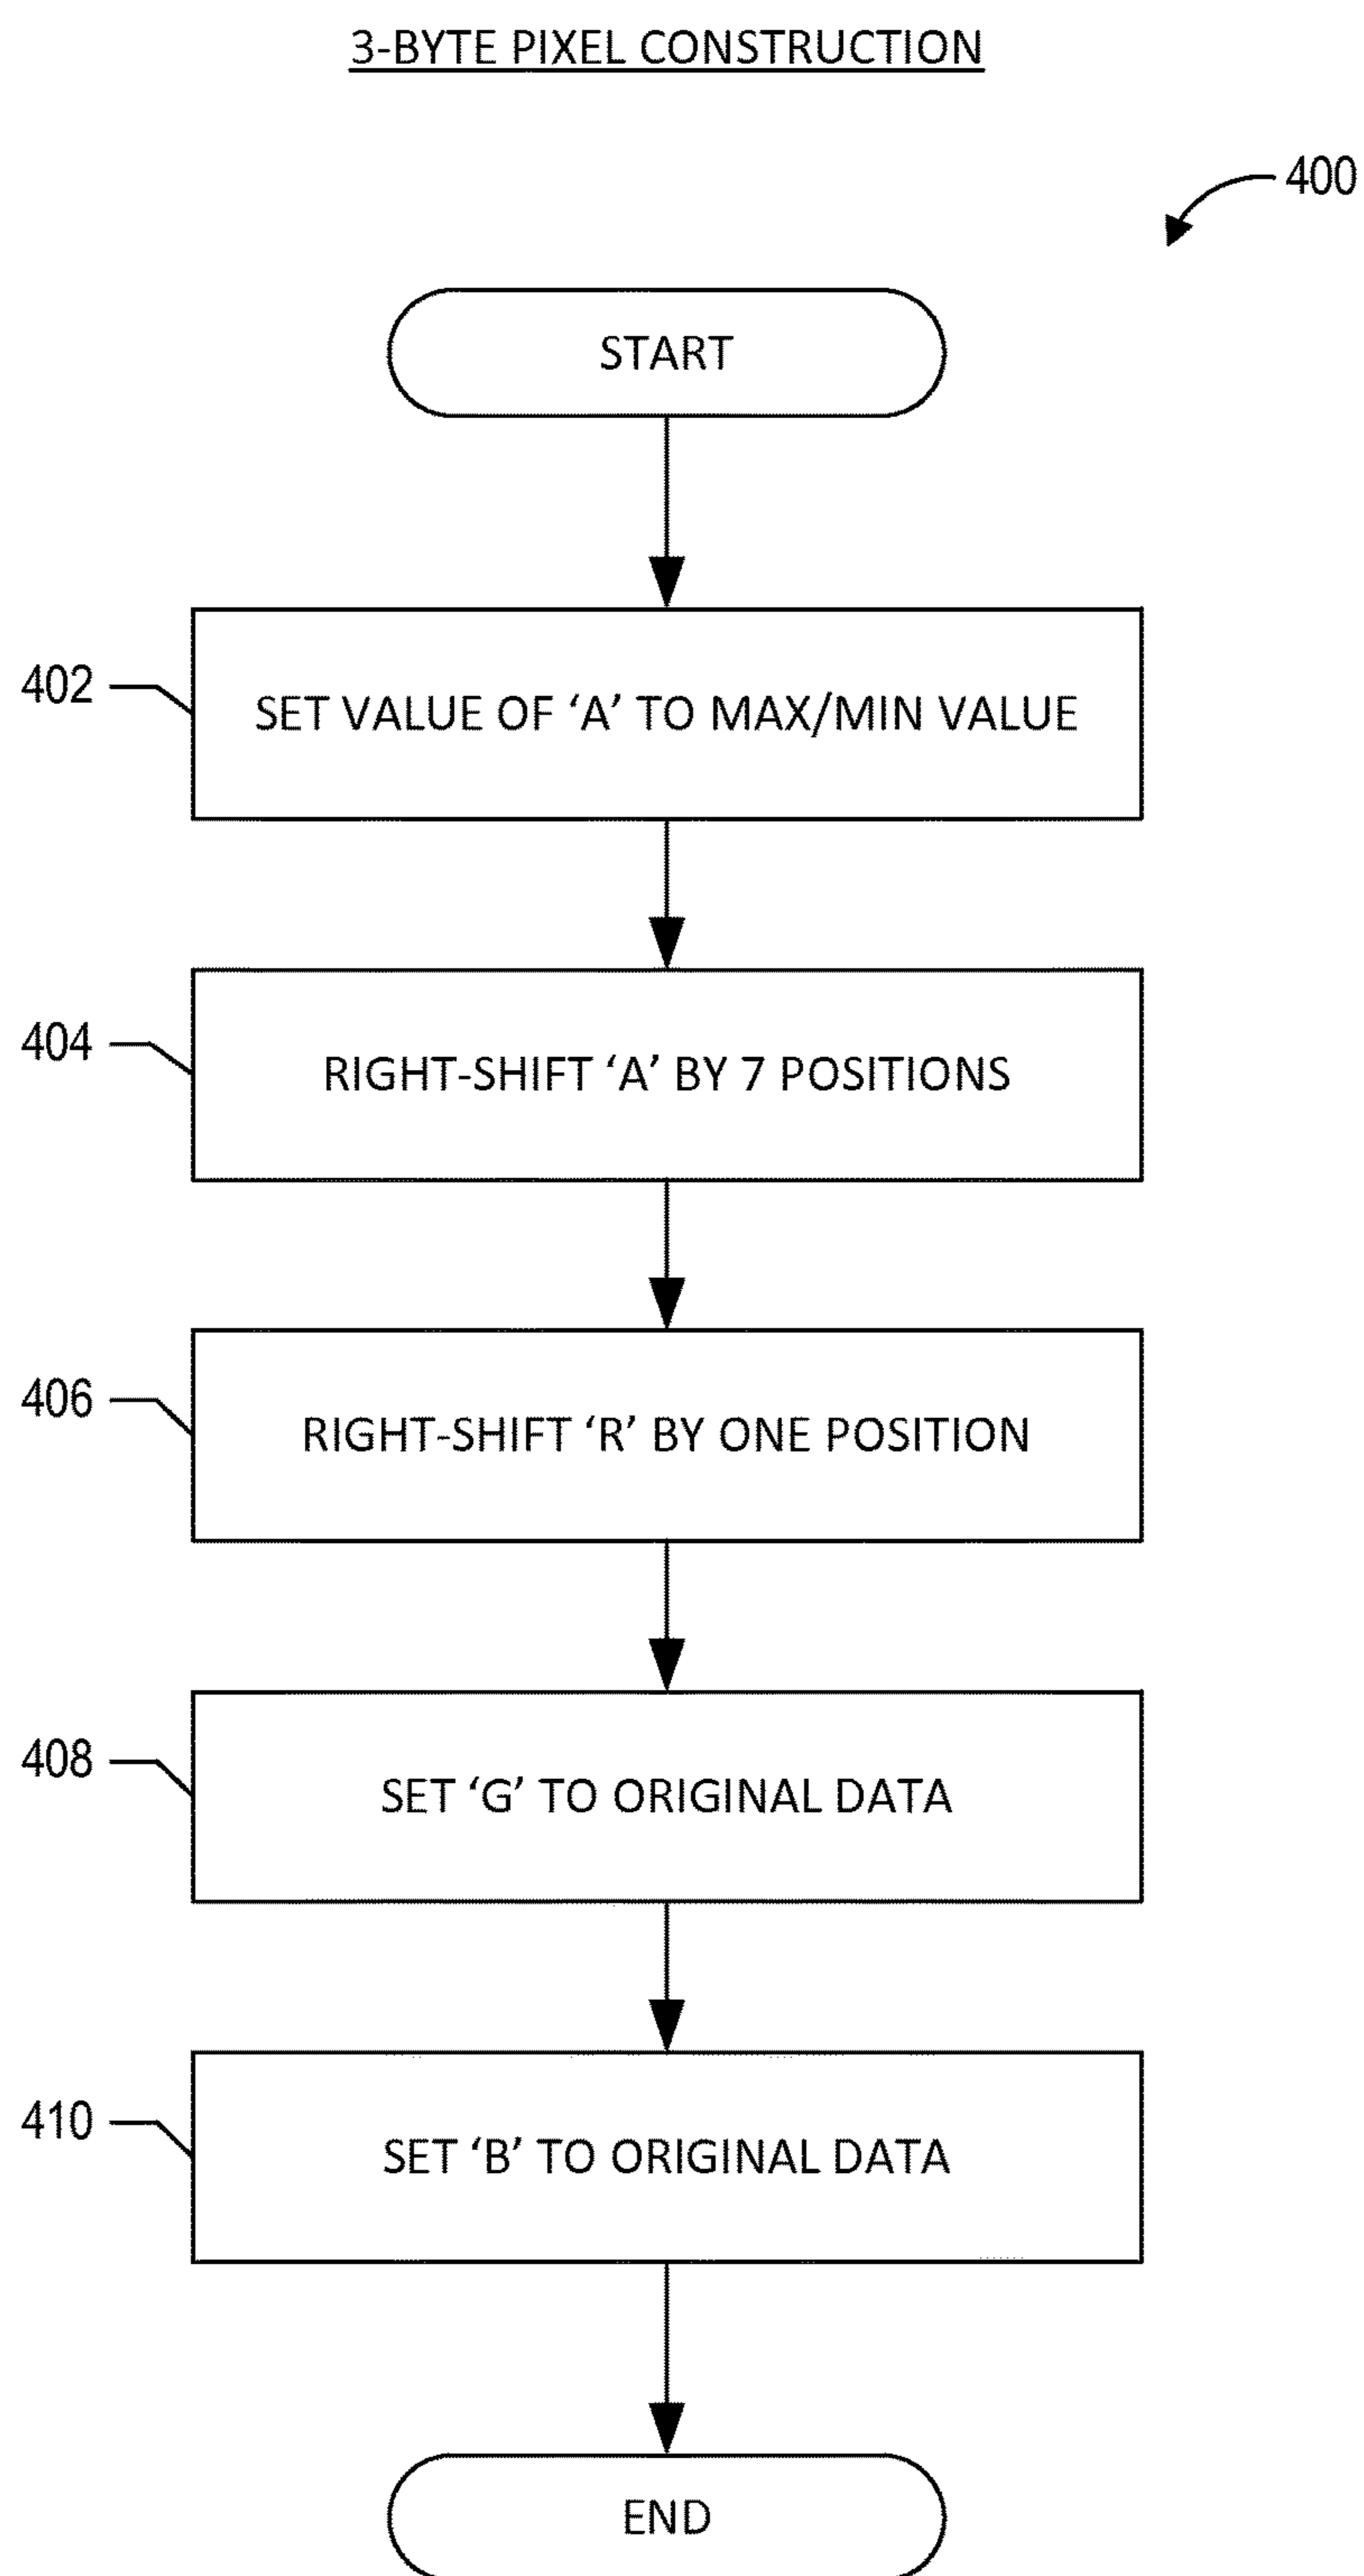 3-BYTE PIXEL CONSTRUCTION
400
START
402
SET VALUE OF ‘A’ TO MAX/MIN VALUE
404
RIGHT-SHIFT ‘A’ BY 7 POSITIONS
406
RIGHT-SHIFT ‘R’ BY ONE POSITION
408
SET ‘G’ TO ORIGINAL DATA
410
SET ‘B’ TO ORIGINAL DATA
END